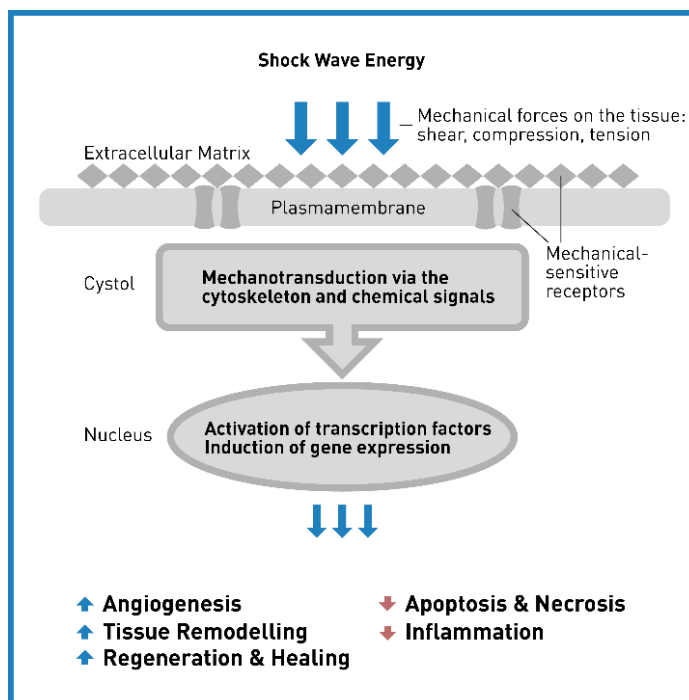 Shock Wave Energy
Mechanical forces on the tissue:
shear, compression, tension
Extracellular Matrix
Plasmamembrane
Mechanical-
sensitive
receptors
Cystol
Mechanotransduction via the
cytoskeleton and chemical signals
Nucleus
Activation of transcription factors
Induction of gene expression
Angiogenesis
Tissue Remodelling
Regeneration & Healing
Apoptosis & Necrosis
Inflammation